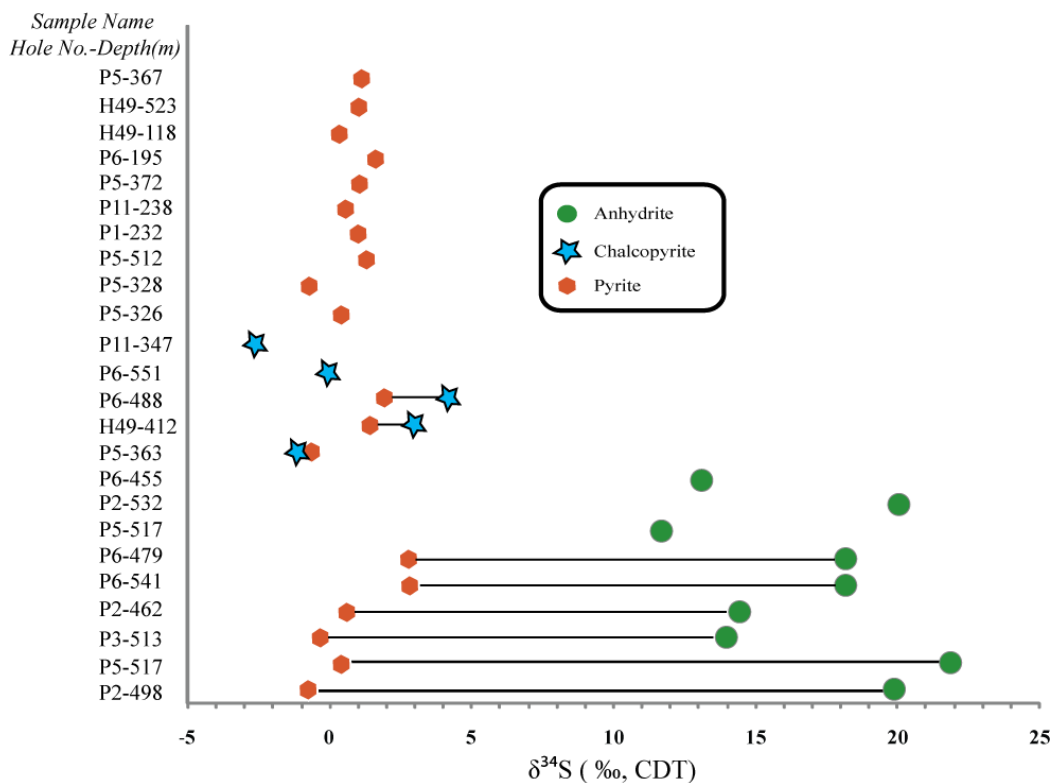 Sample Name
Hole No.-Depth(m)
P5-367
H49-523
H49-118
P6-195
P5-372
P11-238
P1-232
P5-512
P5-328
P5-326
P11-347
P6-551
P6-488
H49-412
P5-363
P6-455
P2-532
P5-517
P6-479
P6-541
P2-462
P3-513
P5-517
P2-498
Anhydrite
Chalcopyrite
Pyrite
-5 0 5 10 15 20 25
δ³⁴S ( ‰, CDT)